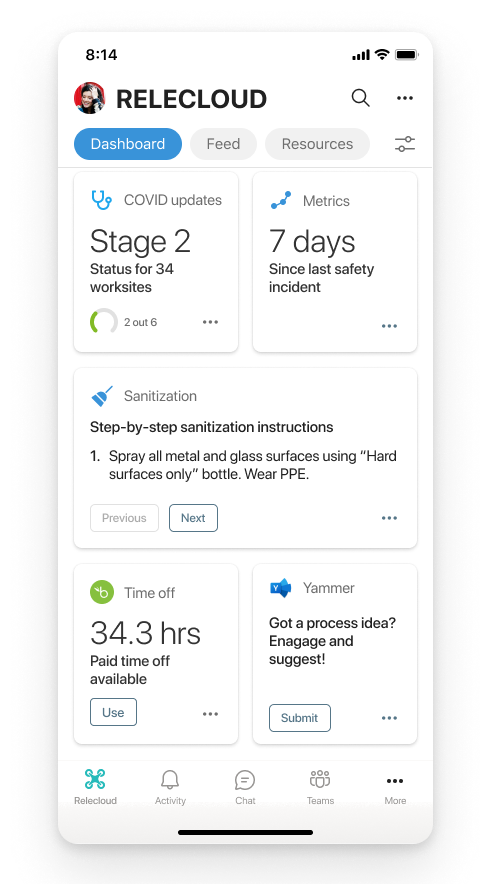 8:14
RELECLOUD
Dashboard
Feed
Resources
COVID updates
Stage 2
Status for 34
worksites
2 out 6
Metrics
7 days
Since last safety
incident
Sanitization
Step-by-step sanitization instructions
1. Spray all metal and glass surfaces using “Hard
surfaces only” bottle. Wear PPE.
Previous
Next
Time off
34.3 hrs
Paid time off
available
Use
Yammer
Got a process idea?
Enagage and
suggest!
Submit
Relecloud
Activity
Chat
Teams
More